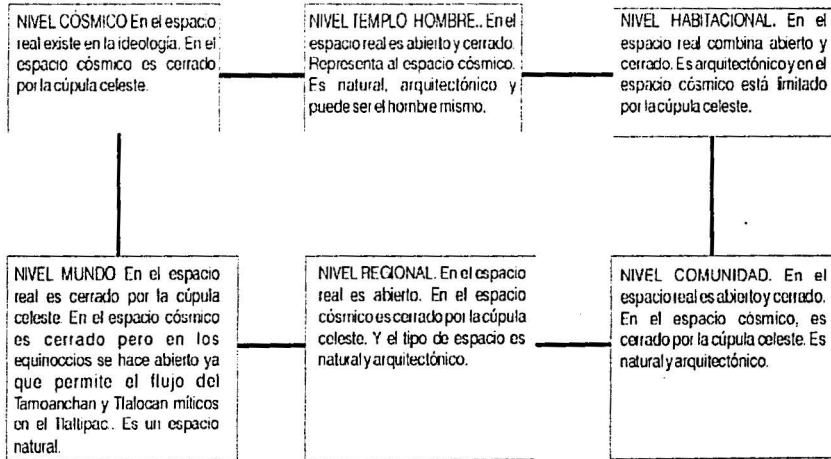 NIVEL CÓSMICO En el espacio
real existe en la ideología. En el
espacio cósmico es cerrado
por la cúpula celeste.
NIVEL TEMPLO HOMBRE.. En el
espacio real es abierto y cerrado.
Representa al espacio cósmico.
Es natural, arquitectónico y
puede ser el hombre mismo.
NIVEL HABITACIONAL. En el
espacio real combina abierto y
cerrado. Es arquitectónico y en el
espacio cósmico está limitado
por la cúpula celeste.
NIVEL MUNDO En el espacio
real es cerrado por la cúpula
celeste. En el espacio cósmico
es cerrado pero en los
equinoccios se hace abierto ya
que permite el flujo del
Tamoanchan y Tlalocan míticos
en el Tlaltipac.. Es un espacio
natural.
NIVEL REGIONAL. En el espacio
real es abierto. En el espacio
cósmico es cerrado por la cúpula
celeste. Y el tipo de espacio es
natural y arquitectónico.
NIVEL COMUNIDAD. En el
espacio real es abierto y cerrado.
En el espacio cósmico, es
cerrado por la cúpula celeste. Es
natural y arquitectónico.